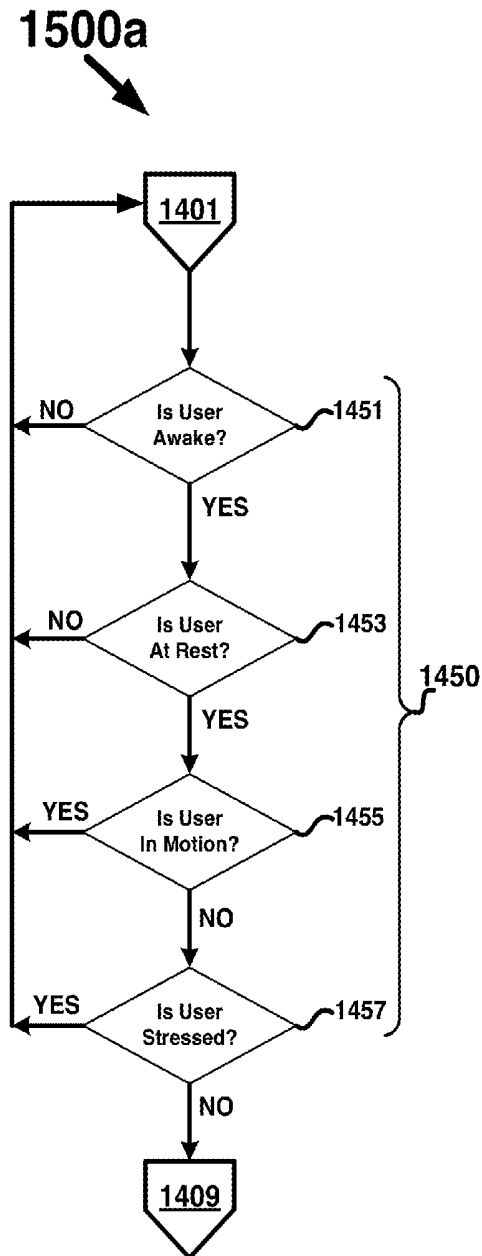 1500a
1401
Is User
Awake?
NO
1451
YES
Is User
At Rest?
NO
1453
YES
1450
Is User
In Motion?
YES
1455
NO
Is User
Stressed?
YES
1457
NO
1409